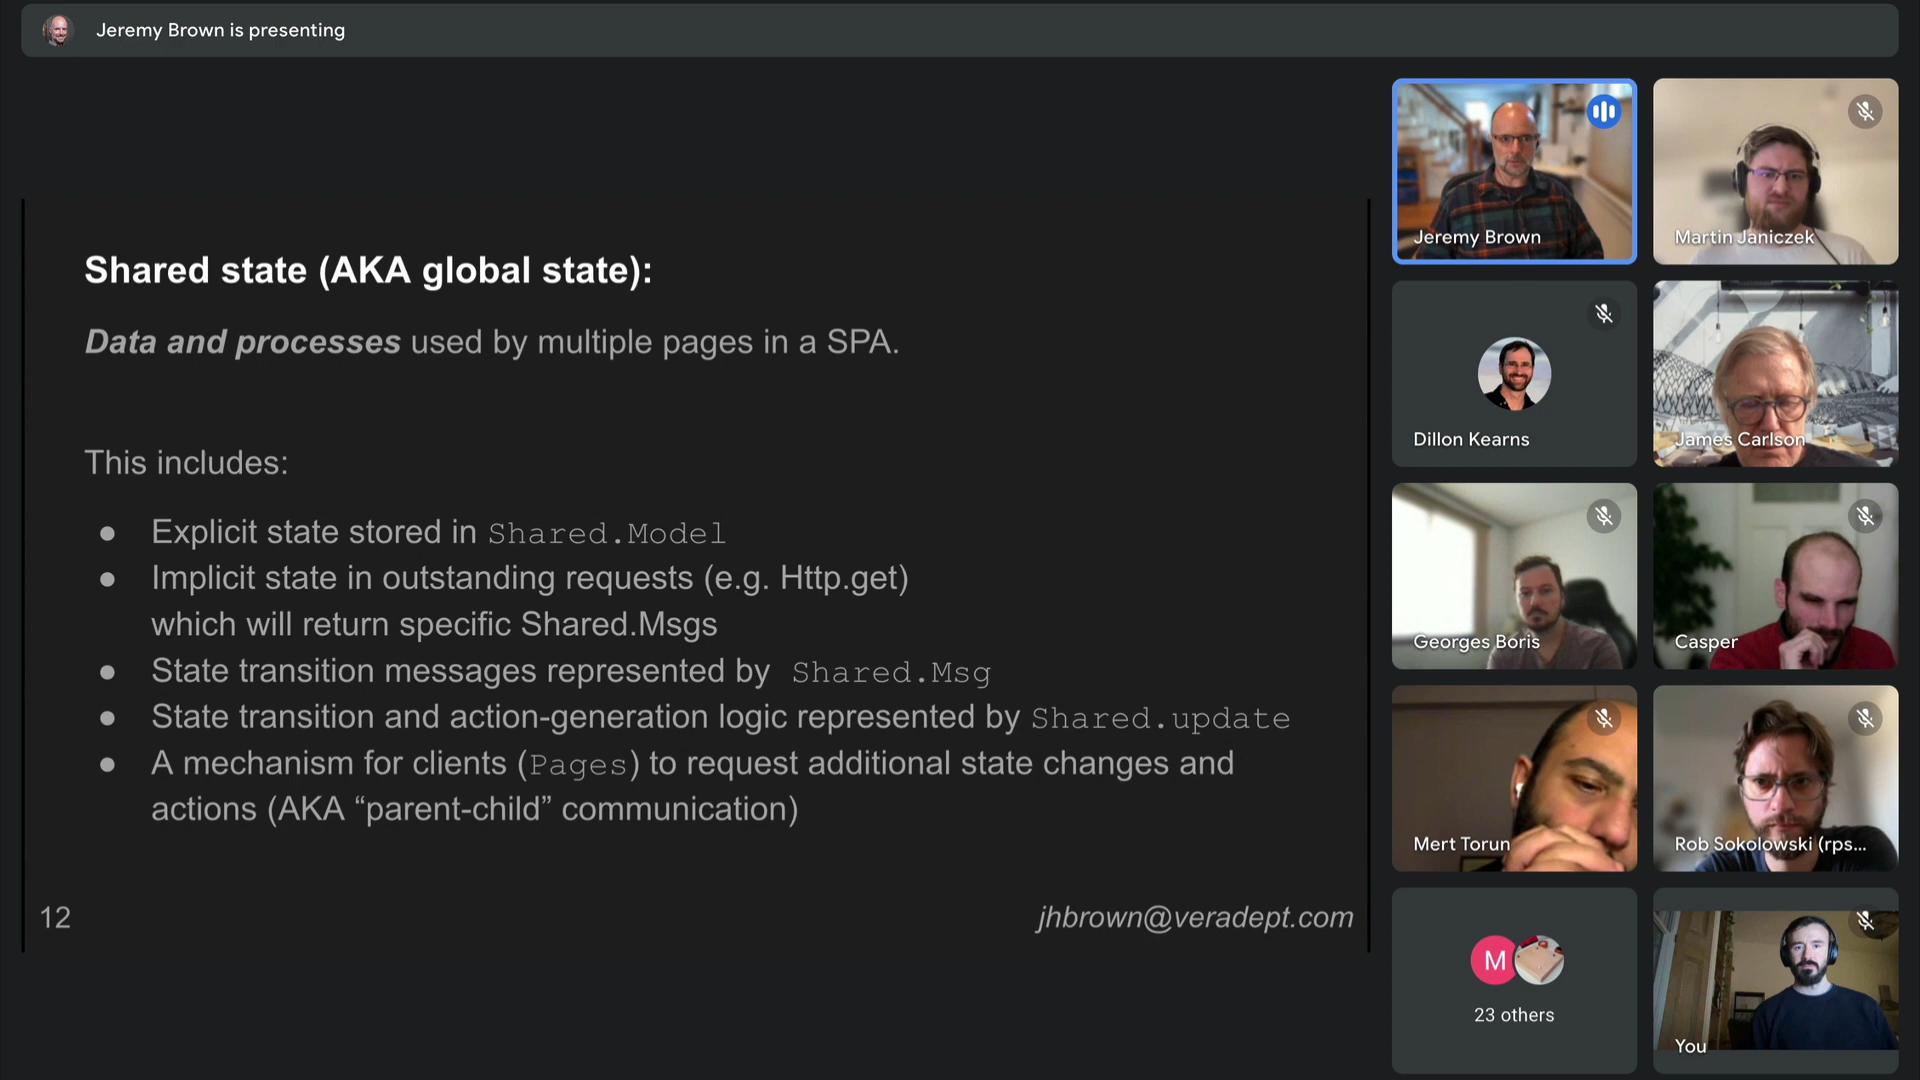 Jeremy Brown is presenting
Shared state (AKA global state):
Data and processes used by multiple pages in a SPA.
This includes:
● Explicit state stored in Shared.Model
● Implicit state in outstanding requests (e.g. Http.get)
which will return specific Shared.Msgs
● State transition messages represented by Shared.Msg
● State transition and action-generation logic represented by Shared.update
● A mechanism for clients (Pages) to request additional state changes and
actions (AKA “parent-child” communication)
12
jhbrown@veradept.com
Jeremy Brown
Martin Janiczek
Dillon Kearns
James Carlson
Georges Boris
Casper
Mert Torun
Rob Sokolowski (rps...
M
23 others
You